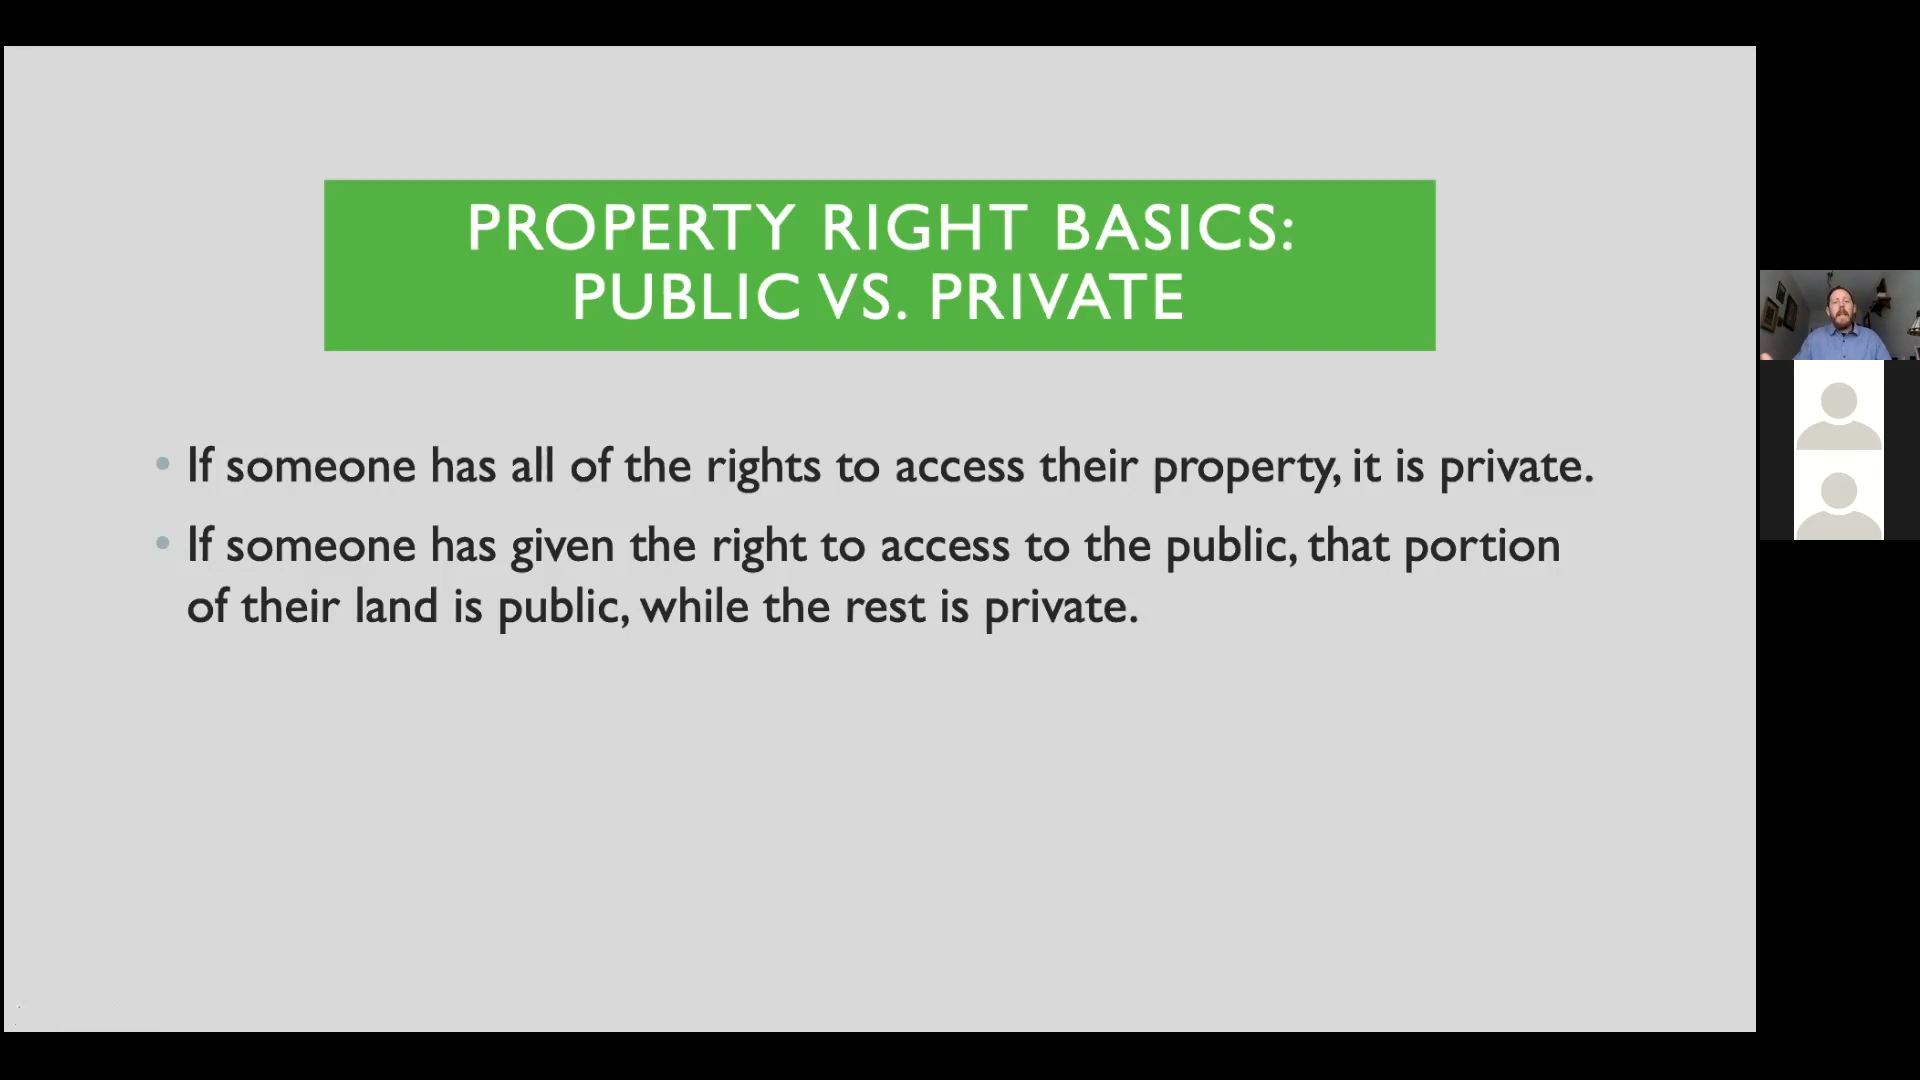 PROPERTY RIGHT BASICS:
PUBLIC VS. PRIVATE
• If someone has all of the rights to access their property, it is private.
• If someone has given the right to access to the public, that portion
of their land is public, while the rest is private.